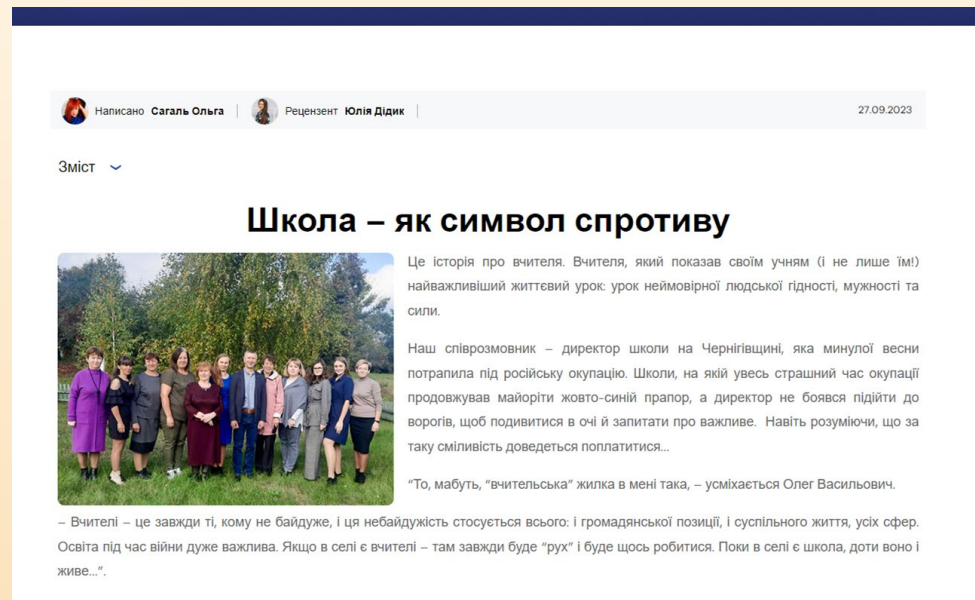 Написано Сагаль Ольга
Рецензент Юлія Дідик
27.09.2023
Зміст
Школа – як символ спротиву
Це історія про вчителя. Вчителя, який показав своїм учням (і не лише їм!)
найважливіший життєвий урок: урок неймовірної людської гідності, мужності та
сили.
Наш співрозмовник – директор школи на Чернігівщині, яка минулої весни
потрапила під російську окупацію. Школи, на якій увесь страшний час окупації
продовжував майоріти жовто-синій прапор, а директор не боявся підійти до
ворогів, щоб подивитися в очі й запитати про важливе. Навіть розуміючи, що за
таку сміливість доведеться поплатитися...
“То, мабуть, “вчительська” жилка в мені така, – усміхається Олег Васильович.
– Вчителі – це завжди ті, кому не байдуже, і ця небайдужість стосується всього: і громадянської позиції, і суспільного життя, усіх сфер.
Освіта під час війни дуже важлива. Якщо в селі є вчителі – там завжди буде “рух” і буде щось робитися. Поки в селі є школа, доти воно і
живе...”.